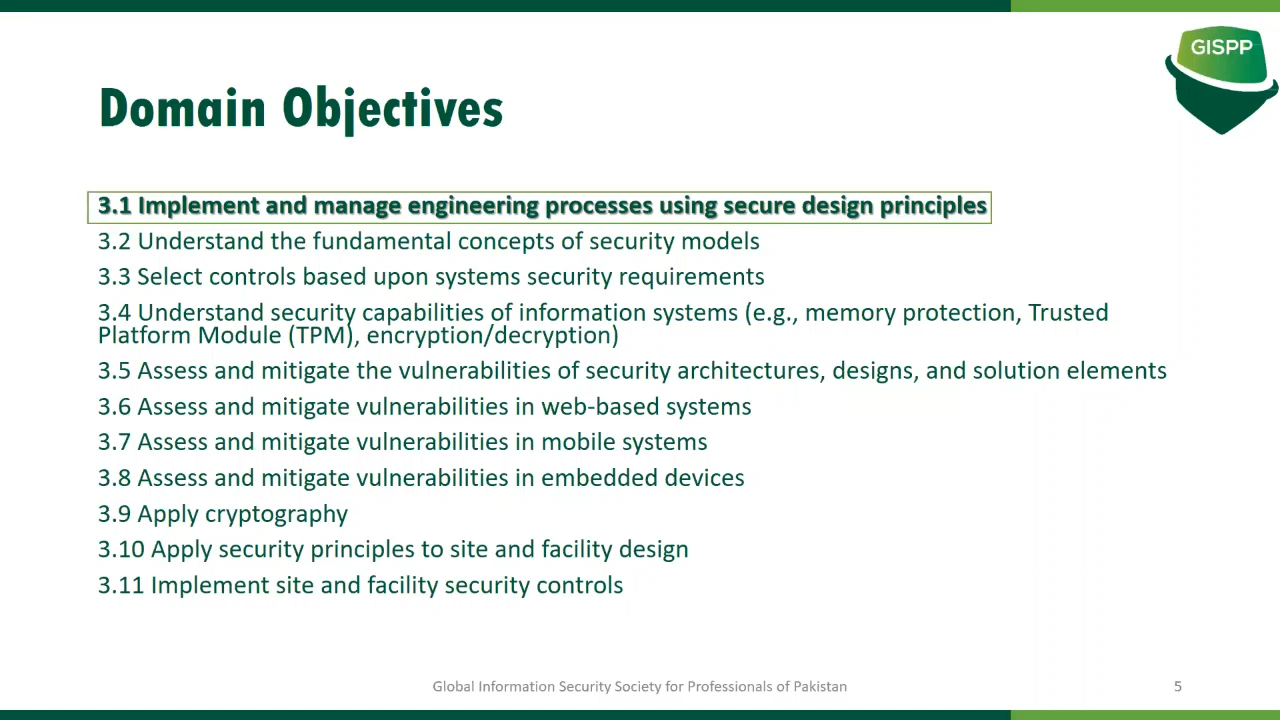 GISPP
Domain Objectives
3.1 Implement and manage engineering processes using secure design principles
3.2 Understand the fundamental concepts of security models
3.3 Select controls based upon systems security requirements
3.4 Understand security capabilities of information systems (e.g., memory protection, Trusted
Platform Module (TPM), encryption/decryption)
3.5 Assess and mitigate the vulnerabilities of security architectures, designs, and solution elements
3.6 Assess and mitigate vulnerabilities in web-based systems
3.7 Assess and mitigate vulnerabilities in mobile systems
3.8 Assess and mitigate vulnerabilities in embedded devices
3.9 Apply cryptography
3.10 Apply security principles to site and facility design
3.11 Implement site and facility security controls
Global Information Security Society for Professionals of Pakistan
5